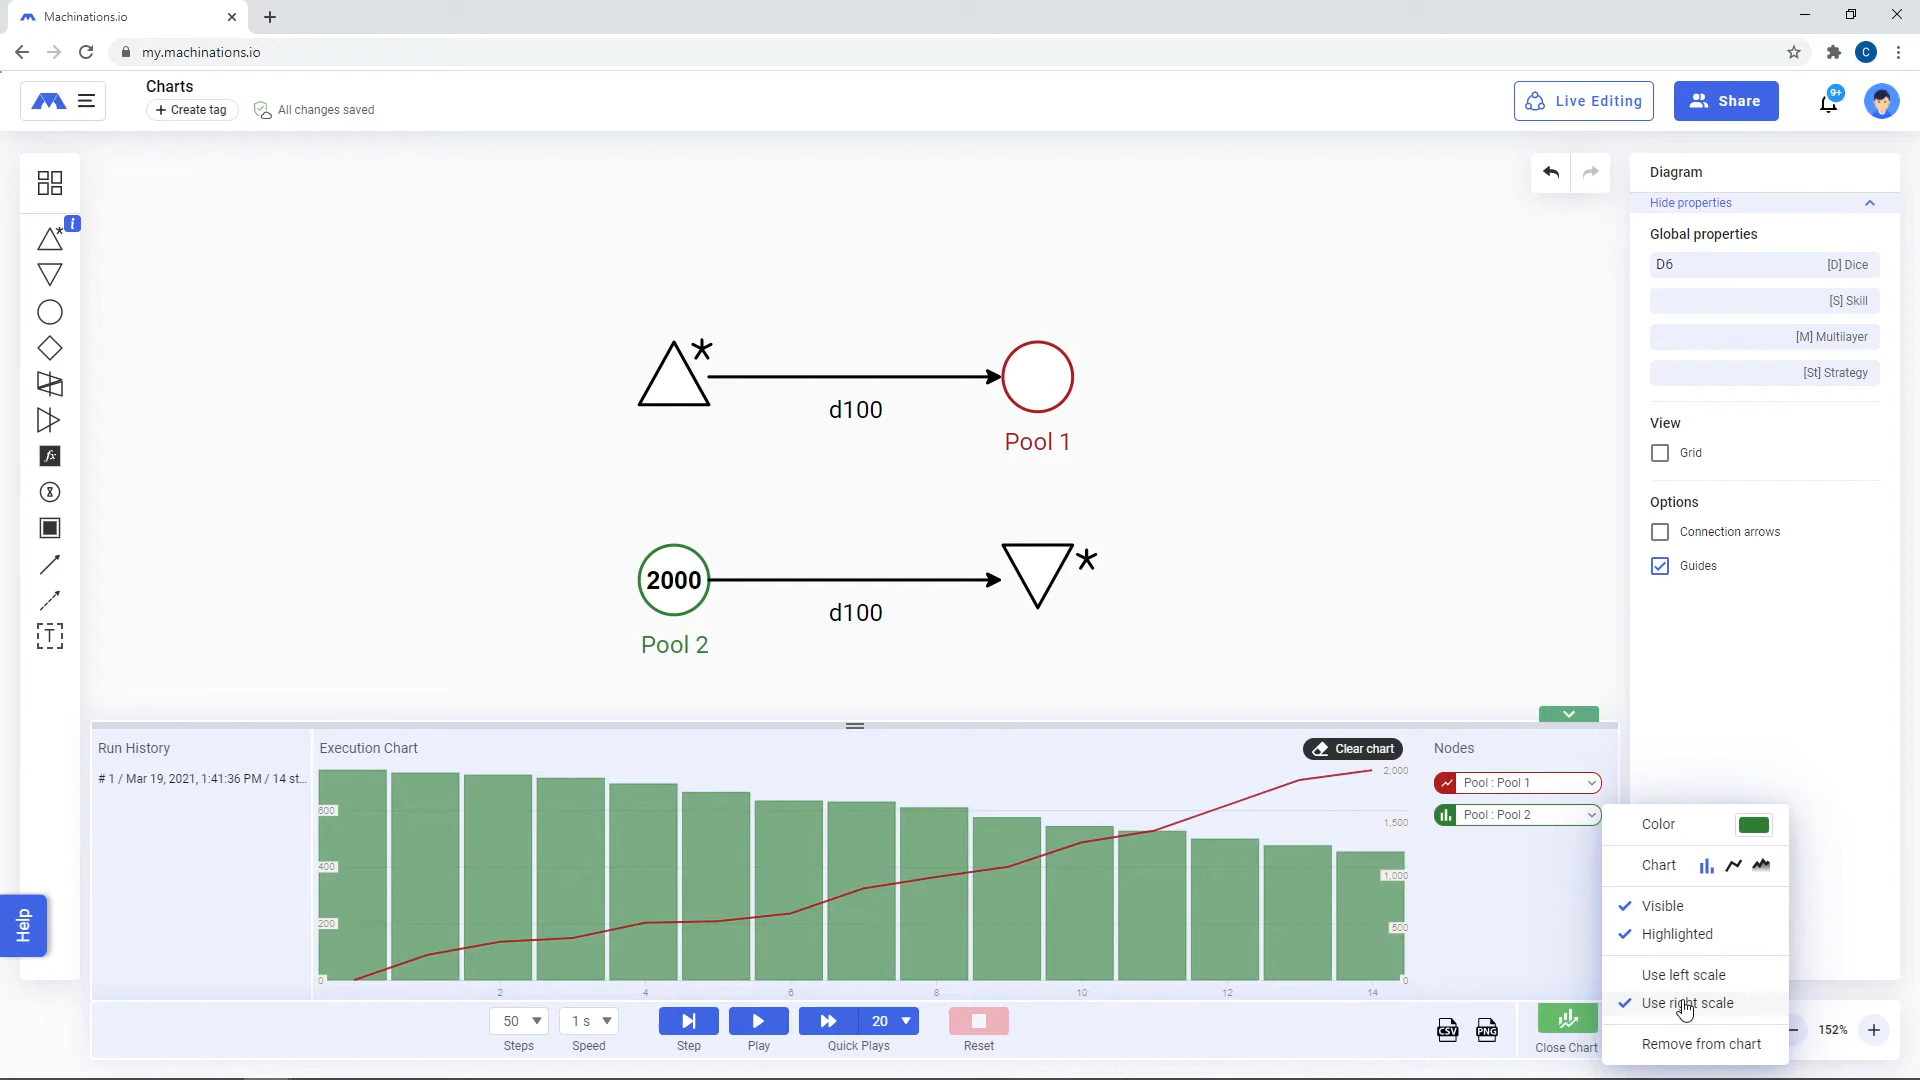 Machinations.io
my.machinations.io
C
Charts
+ Create tag
All changes saved
Live Editing
Share
9+
i
fx
T
Help
d100
Pool 1
2000
d100
Pool 2
Diagram
Hide properties
Global properties
D6 [D] Dice
[S] Skill
[M] Multilayer
[St] Strategy
View
Grid
Options
Connection arrows
Guides
Run History
# 1 / Mar 19, 2021, 1:41:36 PM / 14 st...
Execution Chart
Clear chart
600
400
200
0
2,000
1,500
1,000
500
0
2 4 6 8 10 12 14
Nodes
Pool : Pool 1
Pool : Pool 2
Color
Chart
Visible
Highlighted
Use left scale
Use right scale
Remove from chart
50
Steps
1 s
Speed
Step
Play
20
Quick Plays
Reset
CSV
PNG
Close Chart
152%